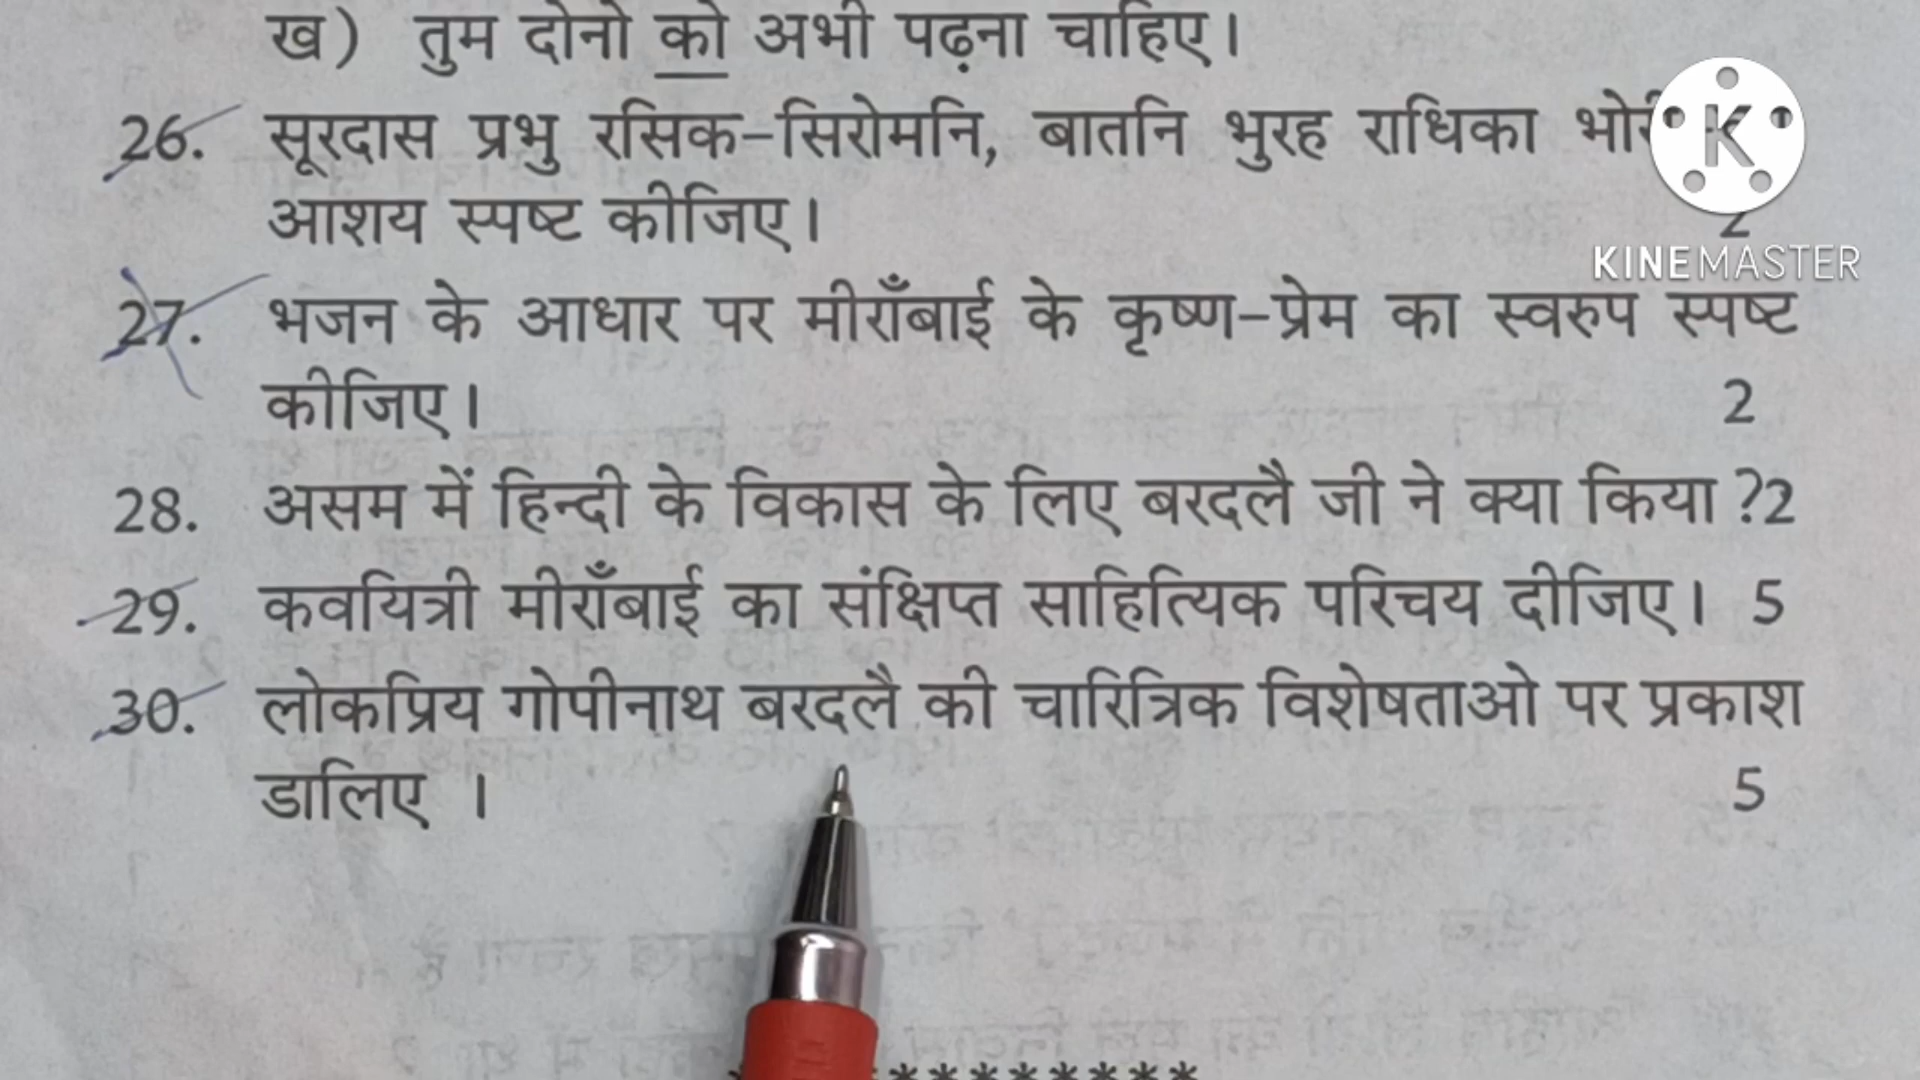 ख) तुम दोनो को अभी पढ़ना चाहिए।
26. सूरदास प्रभु रसिक-सिरोमनि, बातनि भुरह राधिका
आशय स्पष्ट कीजिए। 2
KINEMASTER
27. भजन के आधार पर मीराँबाई के कृष्ण-प्रेम का स्वरुप स्पष्ट
कीजिए। 2
28. असम में हिन्दी के विकास के लिए बरदलै जी ने क्या किया ?2
29. कवयित्री मीराँबाई का संक्षिप्त साहित्यिक परिचय दीजिए। 5
30. लोकप्रिय गोपीनाथ बरदलै की चारित्रिक विशेषताओ पर प्रकाश
डालिए । 5